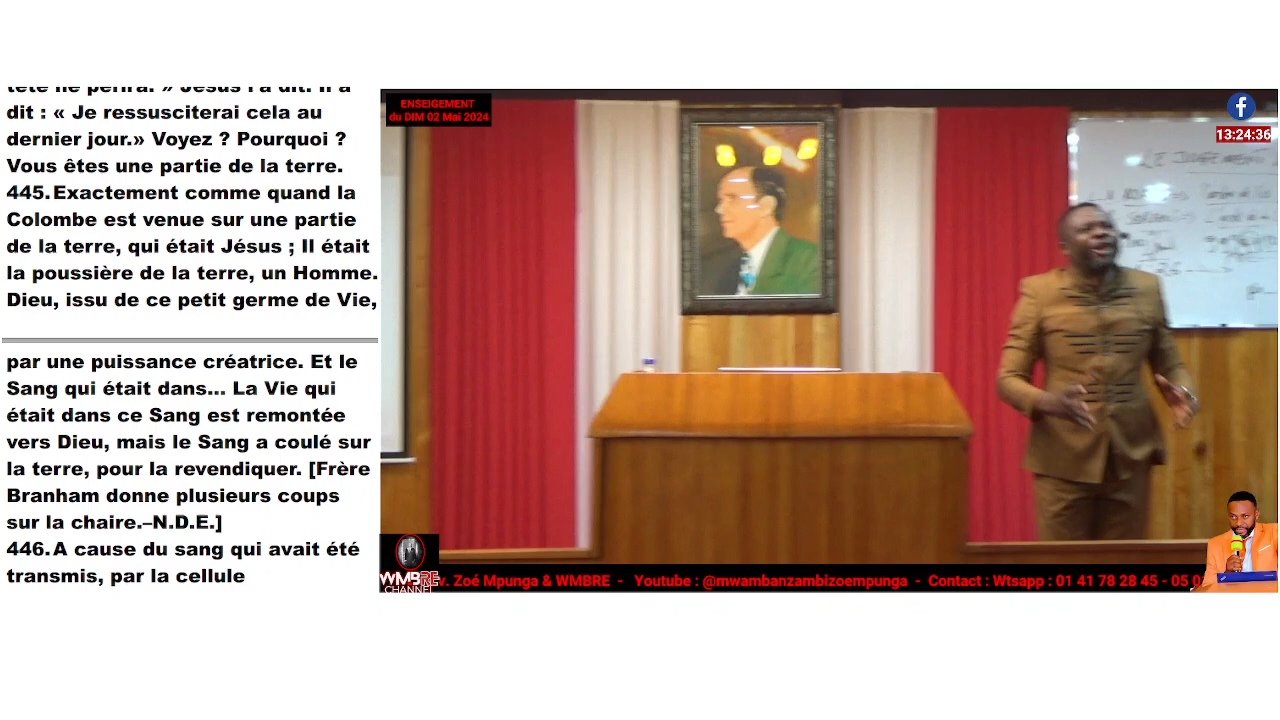 dit : « Je ressusciterai cela au
dernier jour.» Voyez ? Pourquoi ?
Vous êtes une partie de la terre.
445. Exactement comme quand la
Colombe est venue sur une partie
de la terre, qui était Jésus ; Il était
la poussière de la terre, un Homme.
Dieu, issu de ce petit germe de Vie,
par une puissance créatrice. Et le
Sang qui était dans... La Vie qui
était dans ce Sang est remontée
vers Dieu, mais le Sang a coulé sur
la terre, pour la revendiquer. [Frère
Branham donne plusieurs coups
sur la chaire.–N.D.E.]
446. A cause du sang qui avait été
transmis, par la cellule
ENSEIGEMENT
du DIM 02 Mai 2024
13:24:36
LE JUGEMENT
WMBRE
CHANNEL
v. Zoé Mpunga & WMBRE - Youtube : @mwambanzambizoempunga - Contact : Wtsapp : 01 41 78 28 45 - 05 0